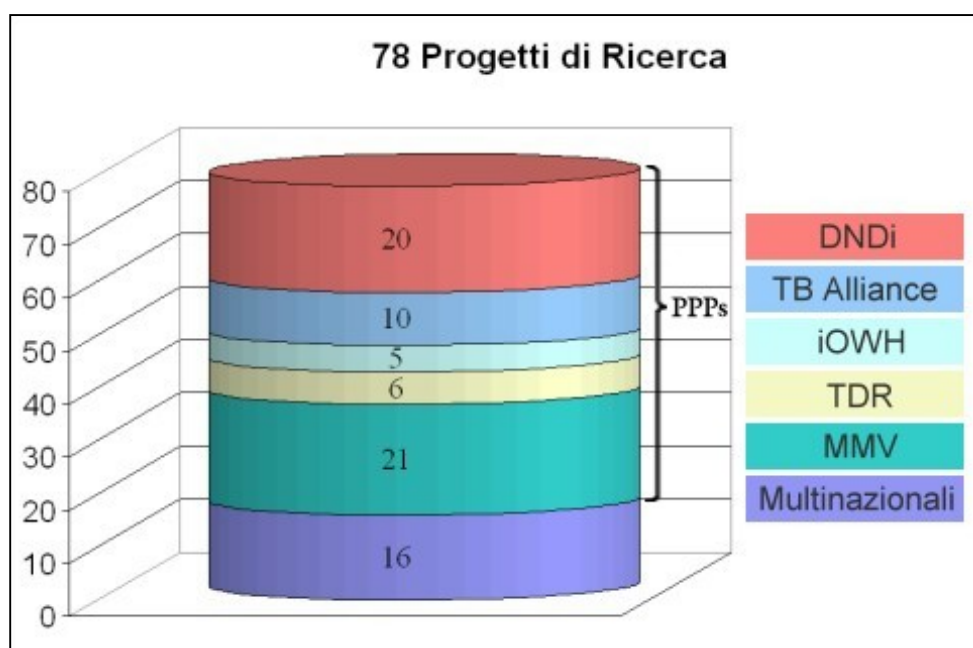 78 Progetti di Ricerca
80
70
60
50
40
30
20
10
0
20
10
5
6
21
16
PPPs
DNDi
TB Alliance
iOWH
TDR
MMV
Multinazionali